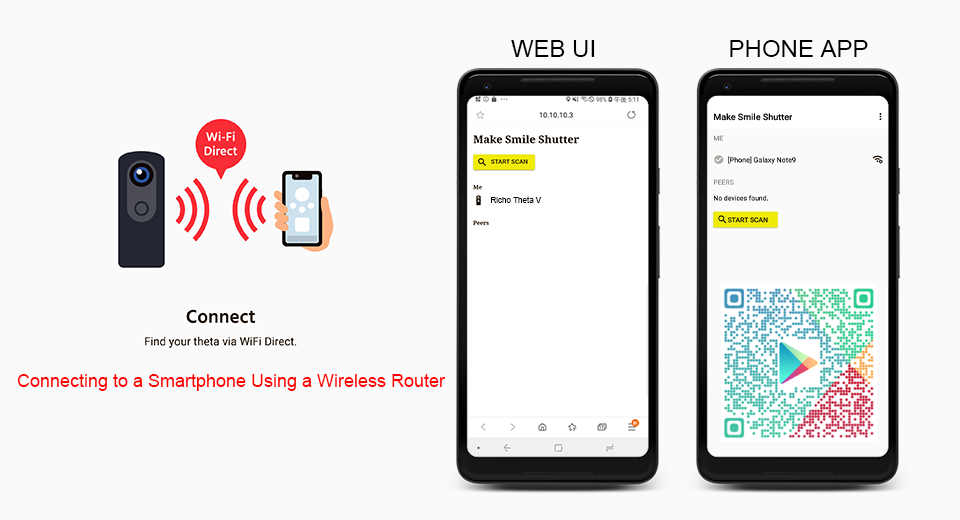 WEB UI
PHONE APP
Wi-Fi
Direct
Connect
Find your theta via WiFi Direct.
Connecting to a Smartphone Using a Wireless Router
98% 午後 5:11
10.10.10.3
Make Smile Shutter
START SCAN
Me
Richo Theta V
Peers
Make Smile Shutter
ME
[Phone] Galaxy Note9
PEERS
No devices found.
START SCAN